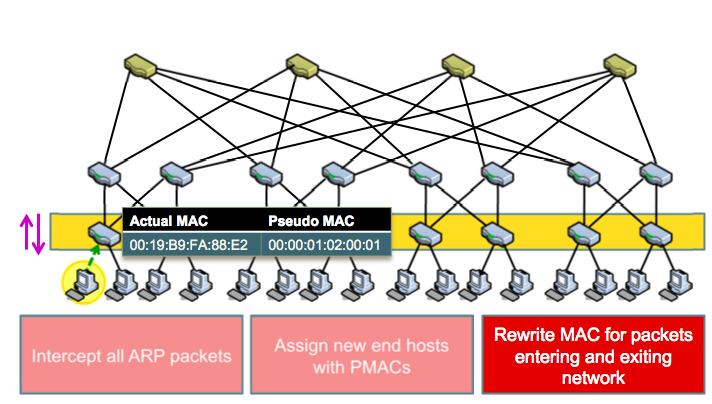 Actual MAC Pseudo MAC
00:19:B9:FA:88:E2 00:00:01:02:00:01
Intercept all ARP packets
Assign new end hosts
with PMACs
Rewrite MAC for packets
entering and exiting
network